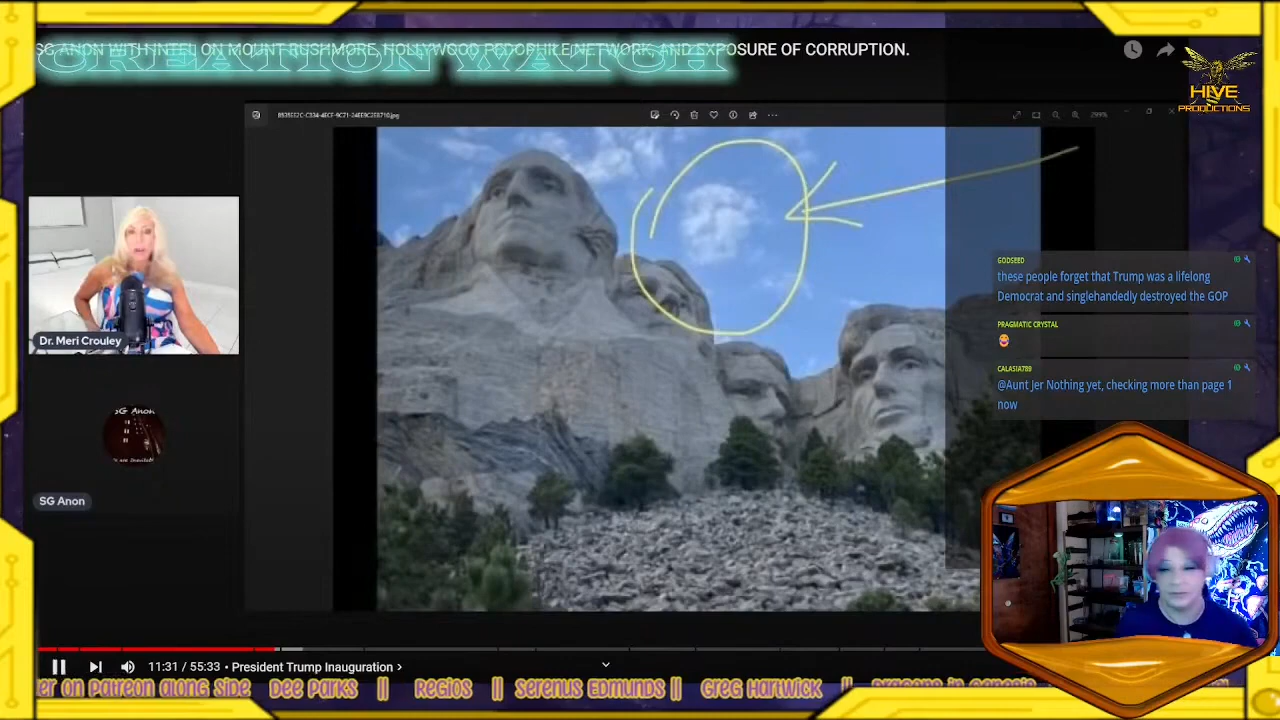 SG ANON WITH INTEL ON MOUNT RUSHMORE, HOLLYWOOD PEDOPHILE NETWORK, AND EXPOSURE OF CORRUPTION.
CREATION WATCH
HIVE
PRODUCTIONS
Dr. Meri Crouley
SG Anon
SG Anon
GODSEED
these people forget that Trump was a lifelong
Democrat and singlehandedly destroyed the GOP
PRAGMATIC CRYSTAL
CALASIA789
@Aunt Jer Nothing yet, checking more than page 1
now
11:31 / 55:33 • President Trump Inauguration >
er on Patreon along side Dee Parks || Regios || Serenus Edmunds || Greg Hartwick ||